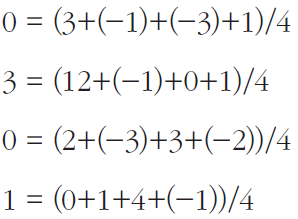 0 = (3+(−1)+(−3)+1)/4
3 = (12+(−1)+0+1)/4
0 = (2+(−3)+3+(−2))/4
1 = (0+1+4+(−1))/4